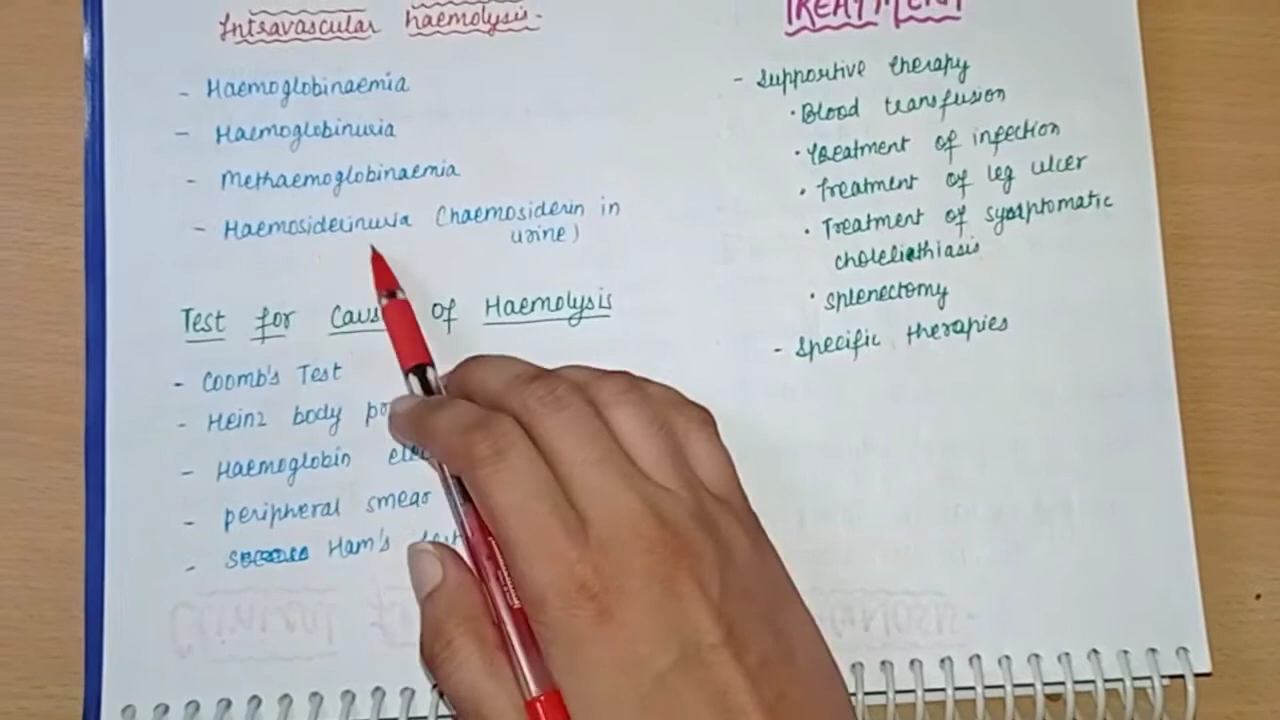 Intravascular haemolysis.
- Haemoglobinaemia
- Haemoglobinuria
- Methaemoglobinaemia
- Haemosiderinuria (haemosiderin in
urine)
Test for Caus of Haemolysis
- Coomb's Test
- Heinz body
- Haemoglobin
- peripheral smear
- Ham's test
TREATMENT
- Supportive therapy
• Blood transfusion
• Treatment of infection
• Treatment of leg ulcer
• Treatment of symptomatic
cholelithiasis
• splenectomy
- Specific therapies